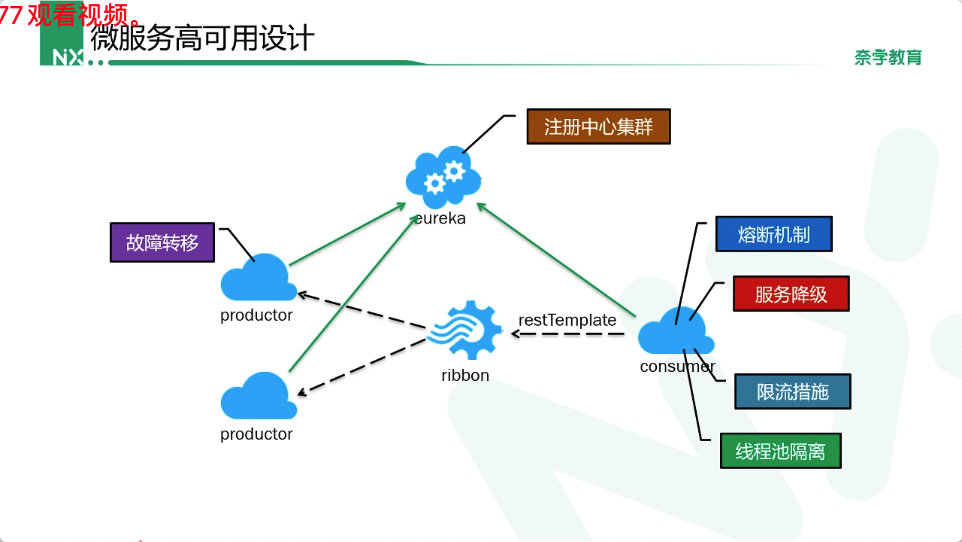 77 观看视频。
微服务高可用设计
NX
奈学教育
注册中心集群
eureka
故障转移
productor
熔断机制
服务降级
restTemplate
consumer
ribbon
限流措施
productor
线程池隔离